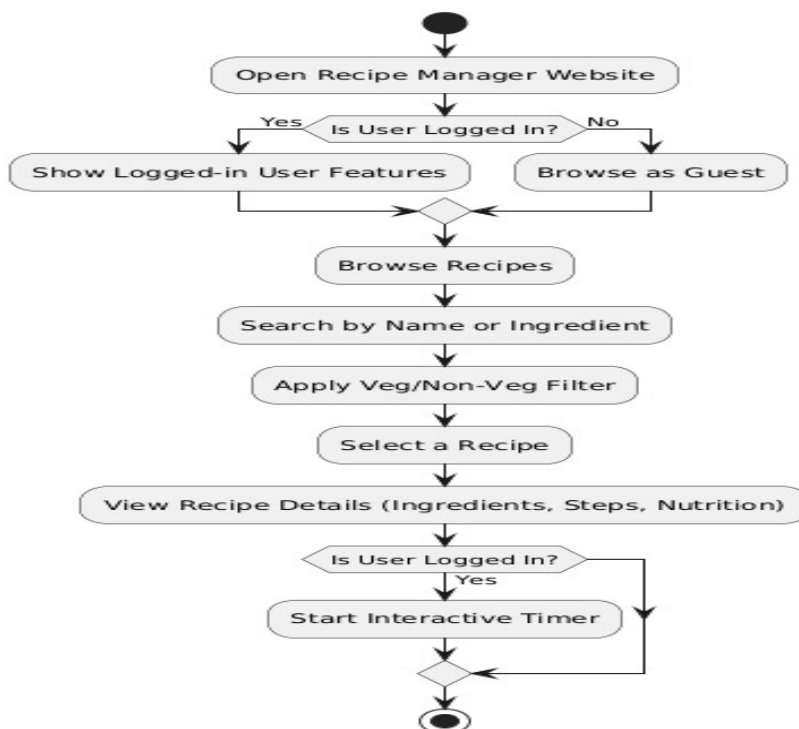 Open Recipe Manager Website
Yes
Is User Logged In?
No
Show Logged-in User Features
Browse as Guest
Browse Recipes
Search by Name or Ingredient
Apply Veg/Non-Veg Filter
Select a Recipe
View Recipe Details (Ingredients, Steps, Nutrition)
Is User Logged In?
Yes
Start Interactive Timer